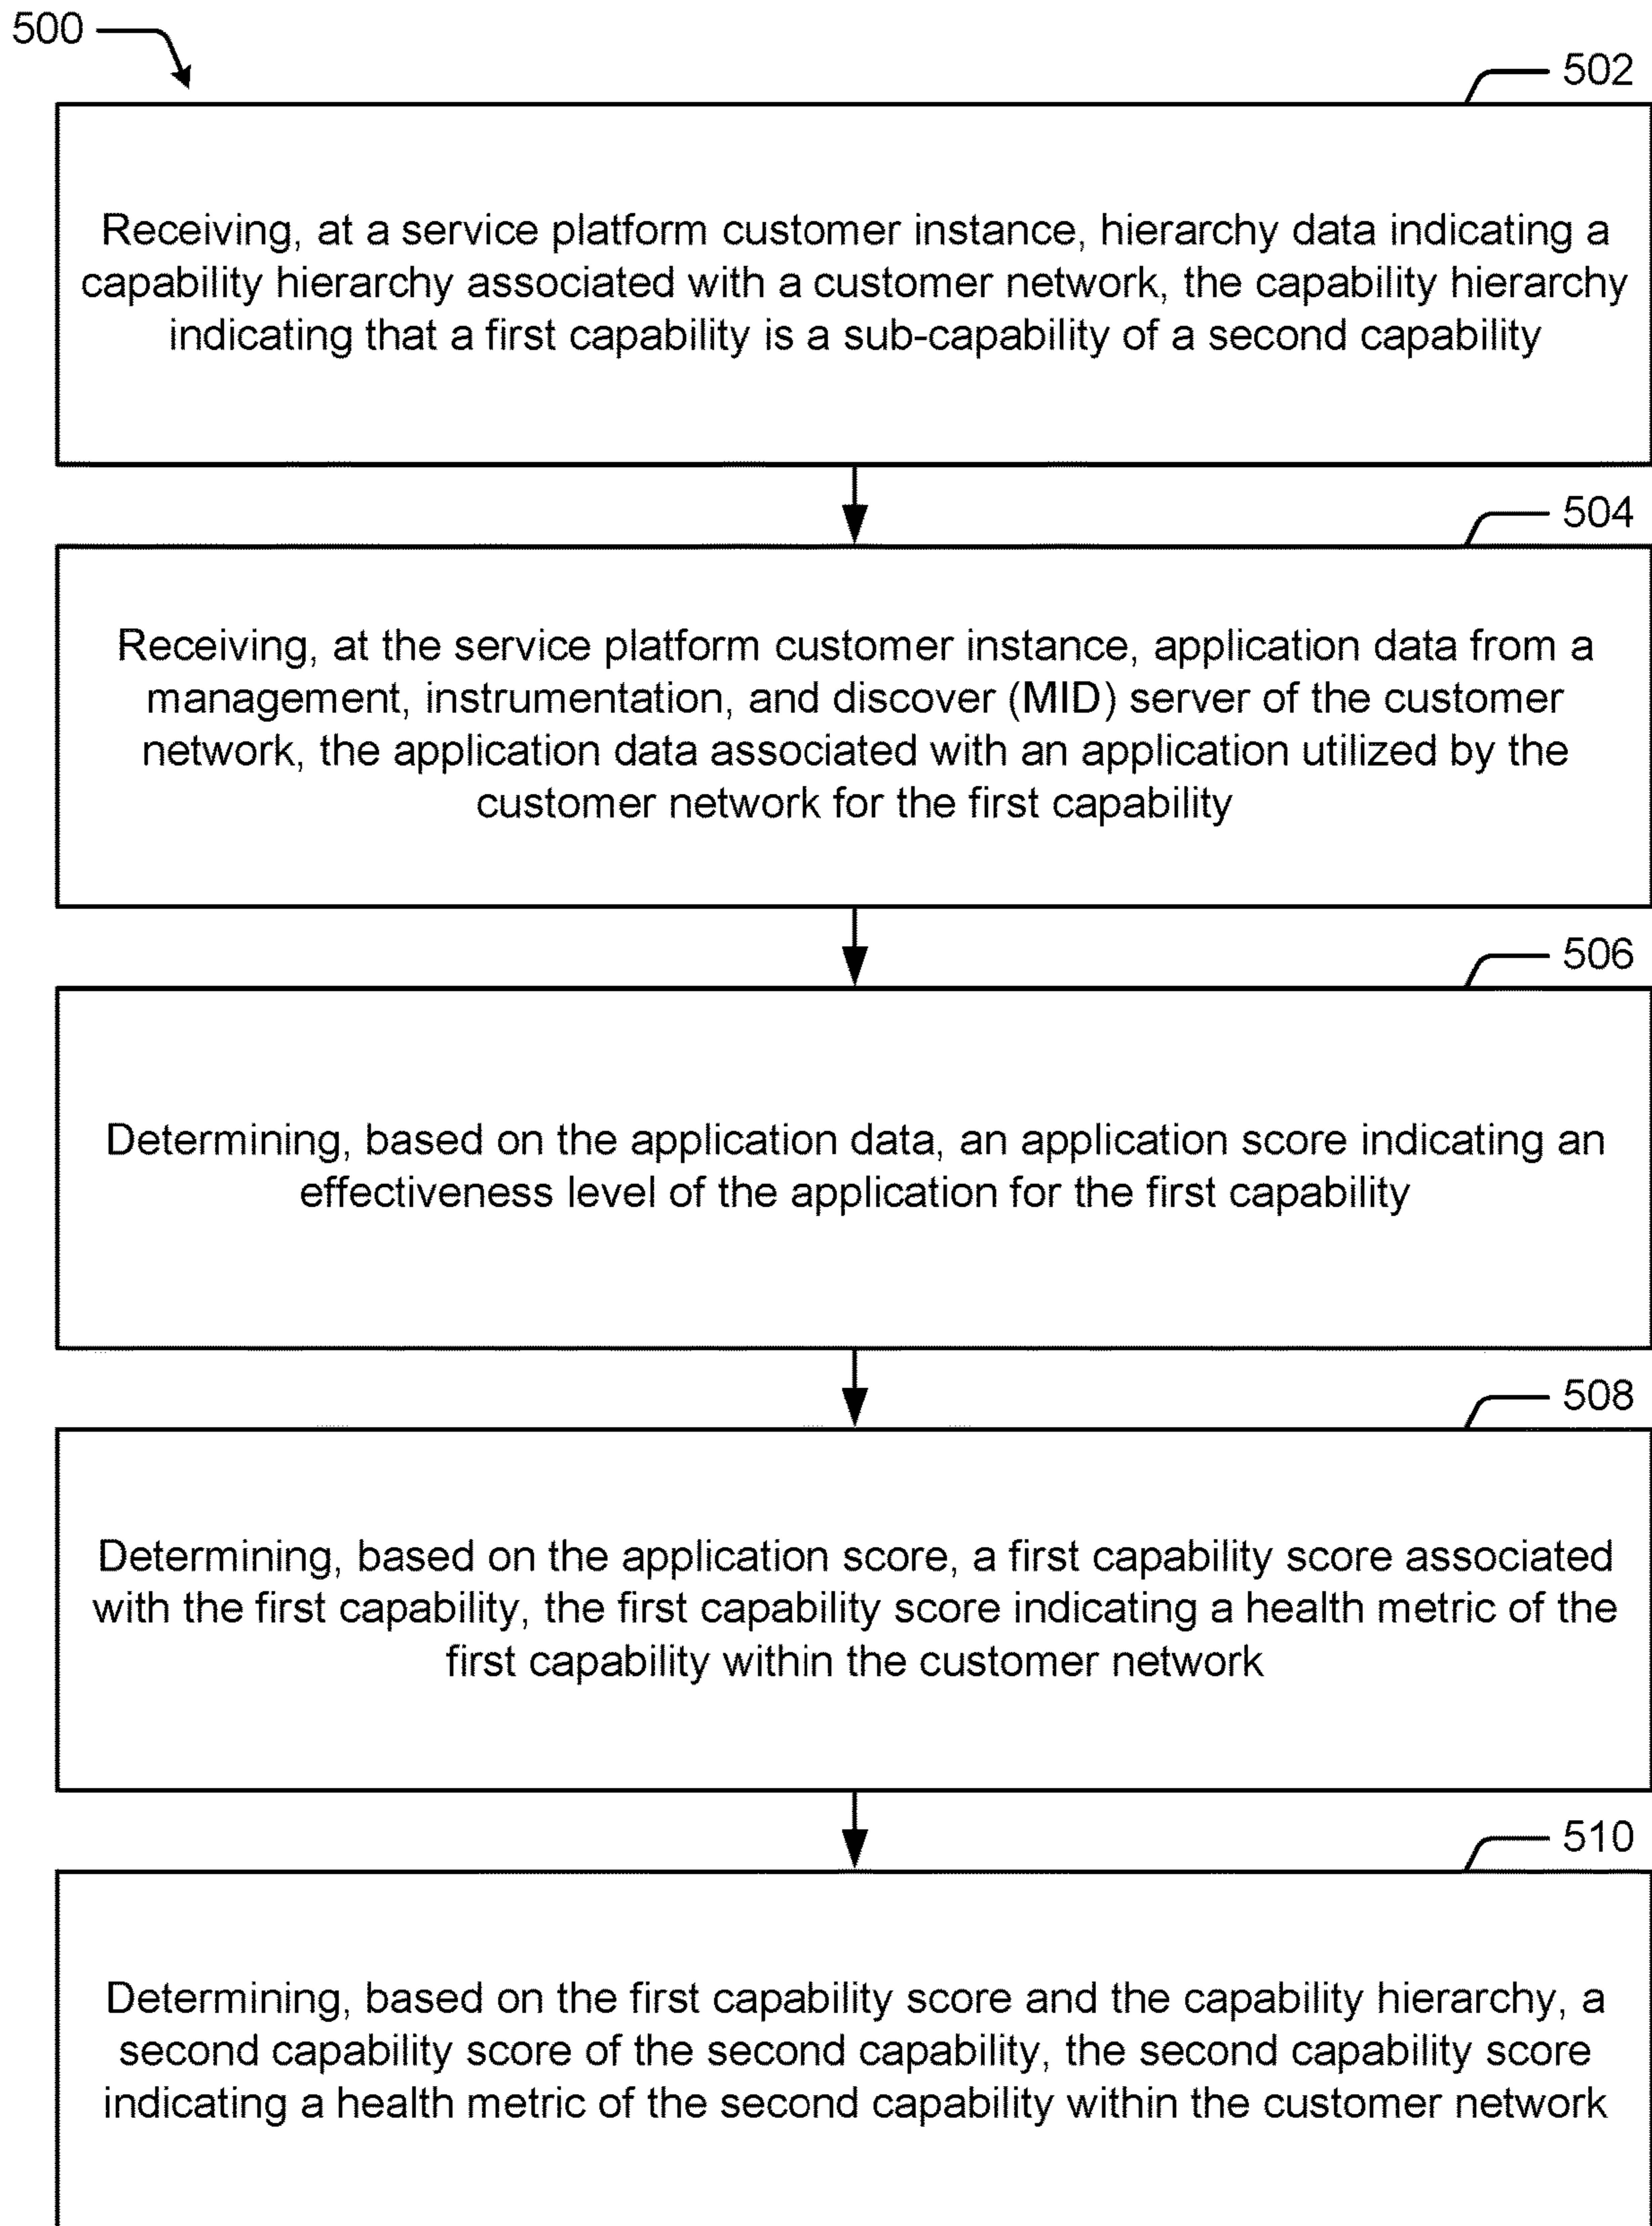 500
502
Receiving, at a service platform customer instance, hierarchy data indicating a
capability hierarchy associated with a customer network, the capability hierarchy
indicating that a first capability is a sub-capability of a second capability
504
Receiving, at the service platform customer instance, application data from a
management, instrumentation, and discover (MID) server of the customer
network, the application data associated with an application utilized by the
customer network for the first capability
506
Determining, based on the application data, an application score indicating an
effectiveness level of the application for the first capability
508
Determining, based on the application score, a first capability score associated
with the first capability, the first capability score indicating a health metric of the
first capability within the customer network
510
Determining, based on the first capability score and the capability hierarchy, a
second capability score of the second capability, the second capability score
indicating a health metric of the second capability within the customer network